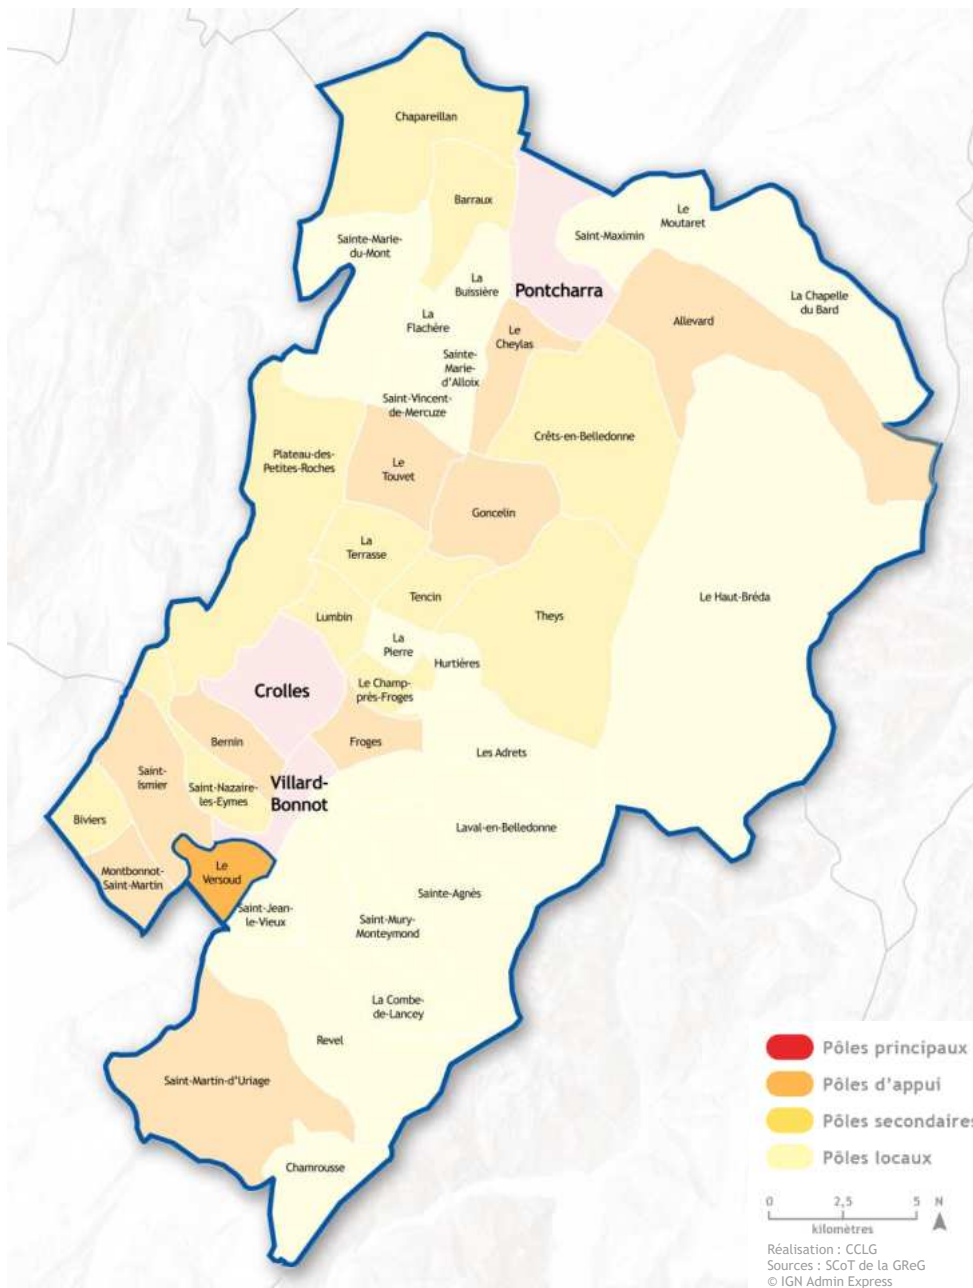 Chapareillan
Barraux
Le
Moutaret
Saint-Maximin
Sainte-Marie-
du-Mont
La
Buissière
Pontcharra
La Chapelle
du Bard
La
Flachère
Le
Cheylas
Allevard
Sainte-
Marie-
d'Alloix
Saint-Vincent-
de-Mercuze
Crêts-en-Belledonne
Plateau-des-
Petites-Roches
Le
Touvet
Goncelin
La
Terrasse
Tencin
Le Haut-Bréda
Lumbin
Theys
La
Pierre
Hurtières
Crolles
Le Champ-
près-Froges
Bernin
Froges
Les Adrets
Saint-
Ismier
Saint-Nazaire-
les-Eymes
Villard-
Bonnot
Biviers
Laval-en-Belledonne
Montbonnot-
Saint-Martin
Le
Versoud
Sainte-Agnès
Saint-Jean-
le-Vieux
Saint-Mury-
Monteymond
La Combe-
de-Lancey
Revel
Saint-Martin-d'Uriage
Chamrousse
Pôles principaux
Pôles d'appui
Pôles secondaires
Pôles locaux
0 2,5 5 N
kilomètres
Réalisation : CCLG
Sources : SCoT de la GReG
© IGN Admin Express